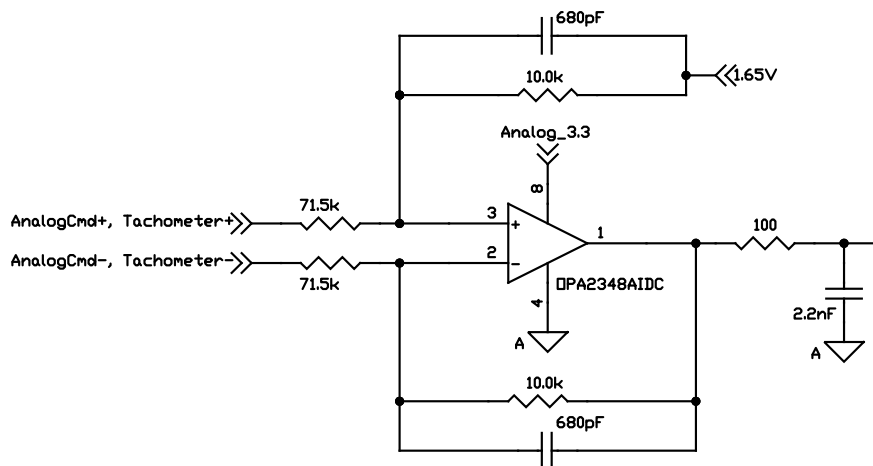 680pF
1.65V
10.0k
Analog_3.3
8
71.5k
AnalogCmd+, Tachometer+
3
+
1
100
AnalogCmd-, Tachometer-
2
-
71.5k
OPA2348AIDC
4
A
2.2nF
A
10.0k
680pF